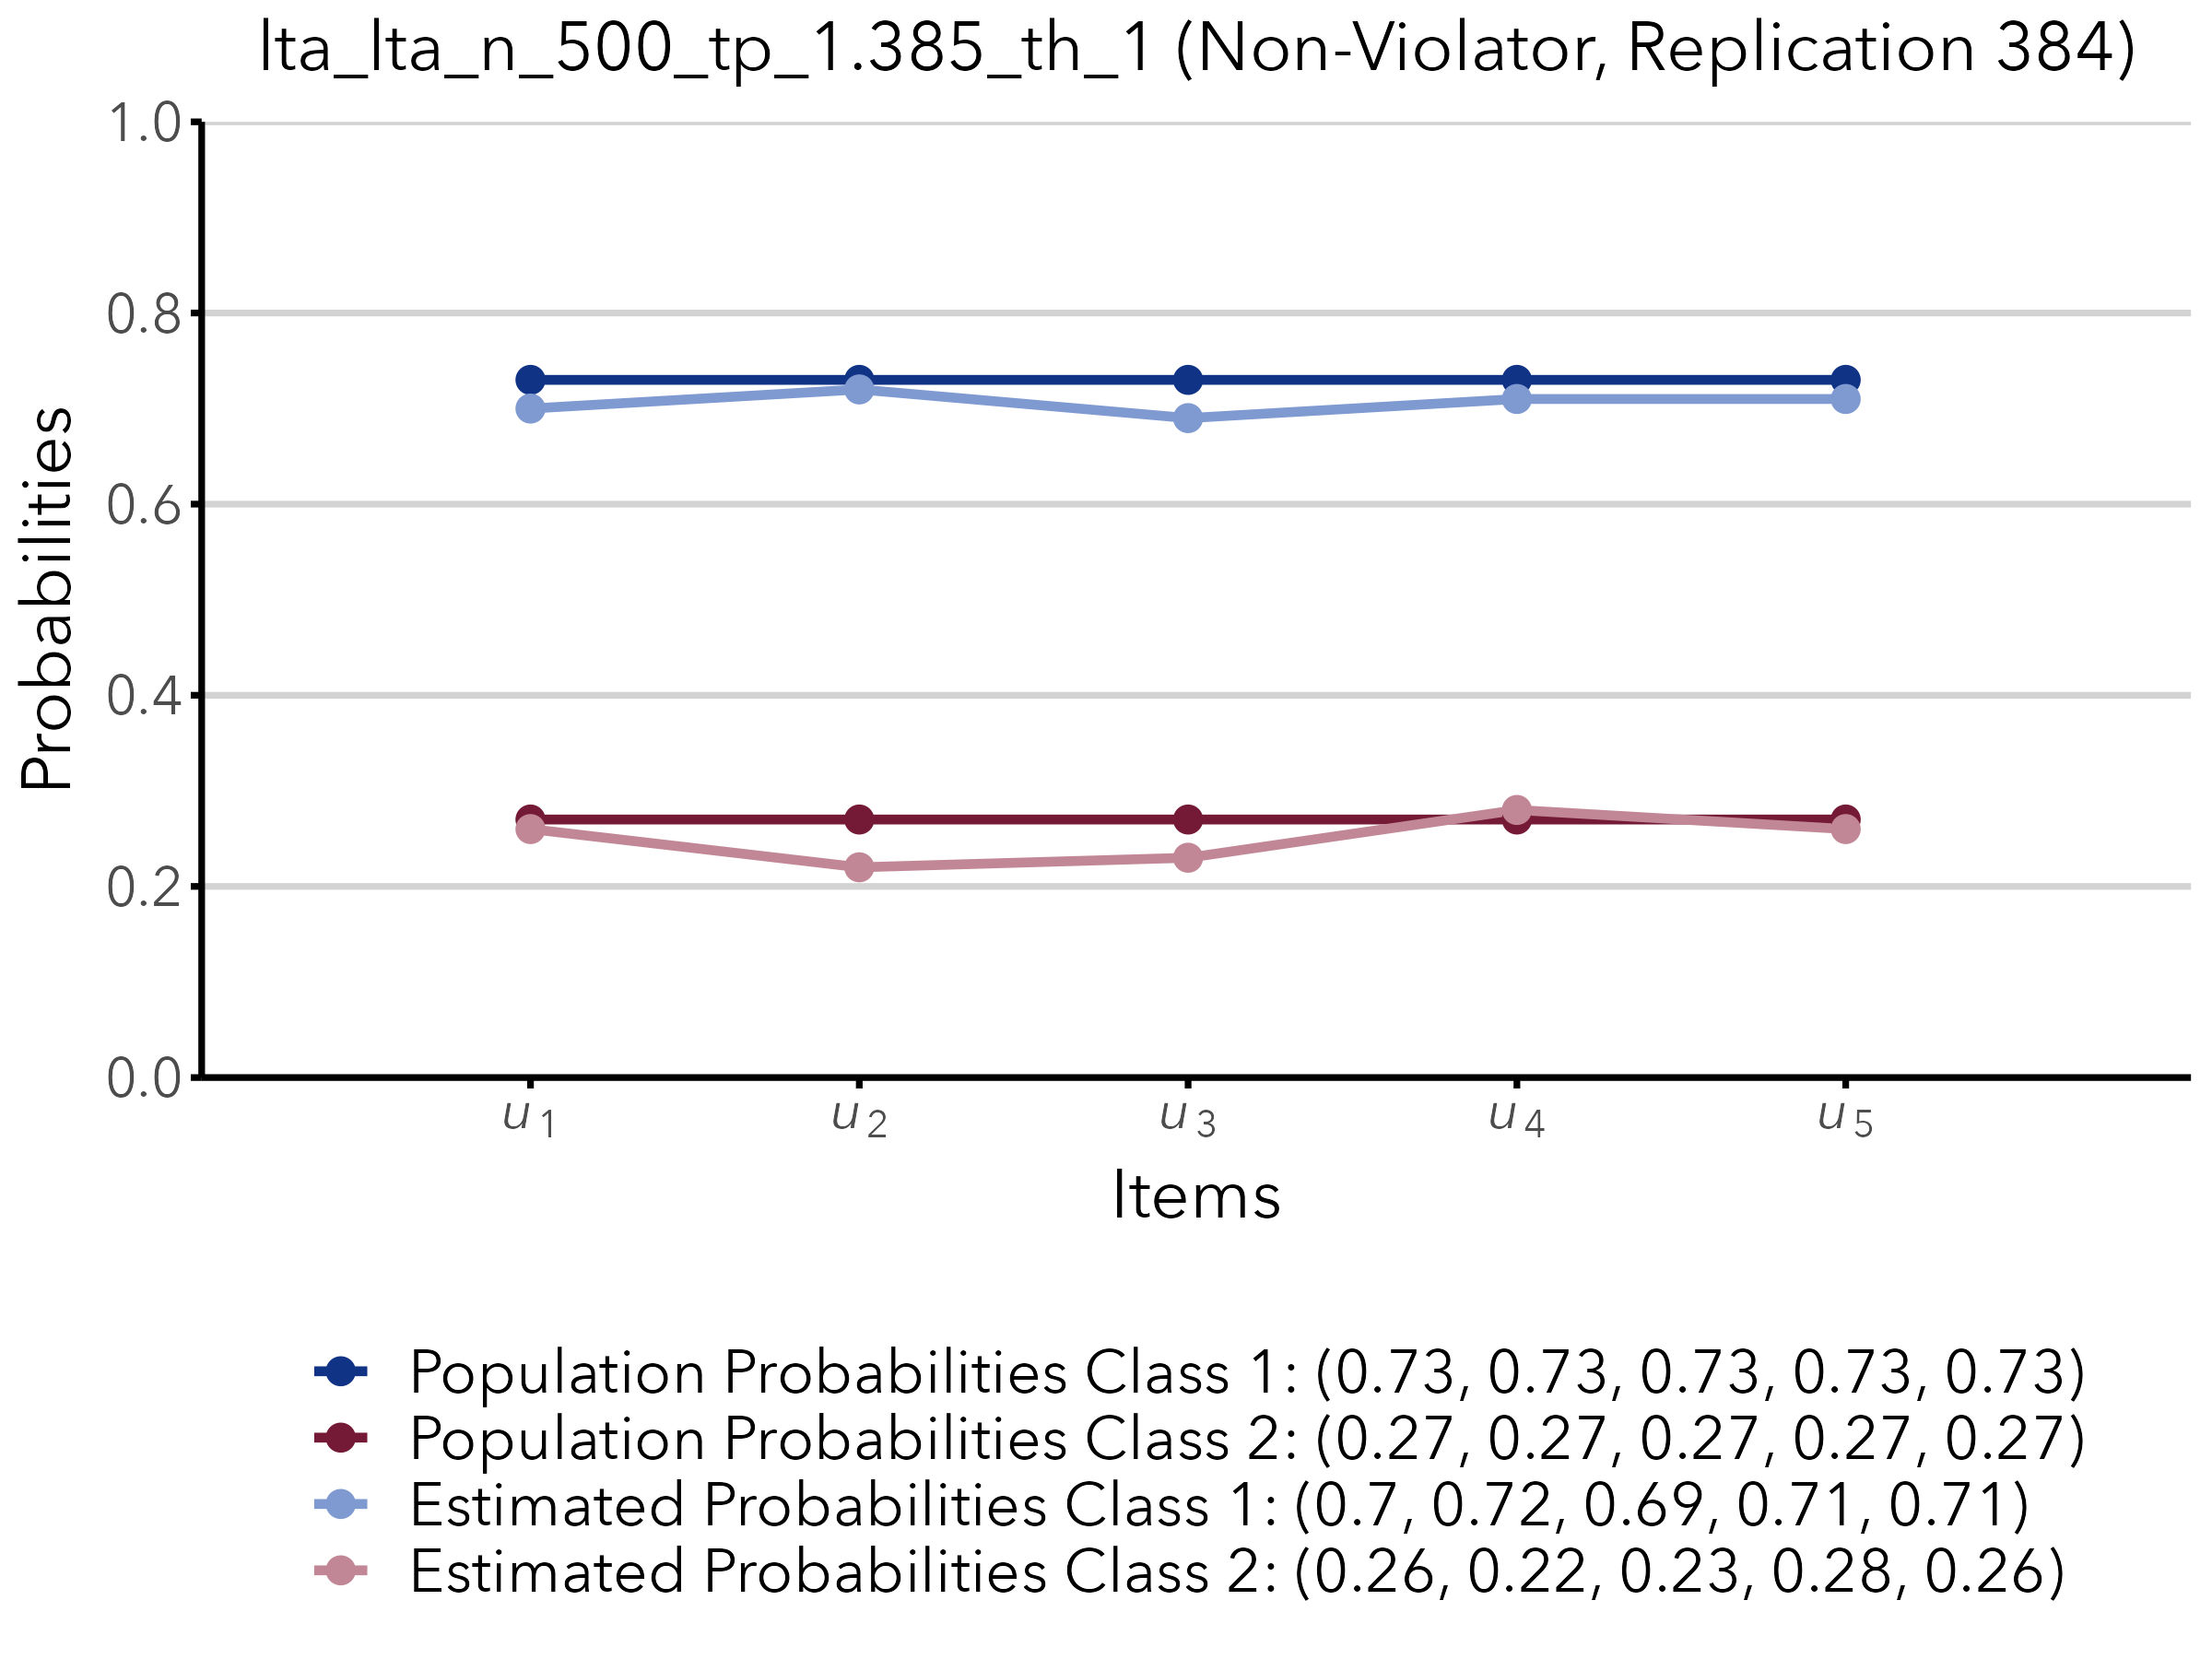 lta_lta_n_500_tp_1.385_th_1 (Non-Violator, Replication 384)
1.0
0.8
0.6
0.4
0.2
0.0
Probabilities
u1
u2
u3
u4
u5
Items
Population Probabilities Class 1: (0.73, 0.73, 0.73, 0.73, 0.73)
Population Probabilities Class 2: (0.27, 0.27, 0.27, 0.27, 0.27)
Estimated Probabilities Class 1: (0.7, 0.72, 0.69, 0.71, 0.71)
Estimated Probabilities Class 2: (0.26, 0.22, 0.23, 0.28, 0.26)